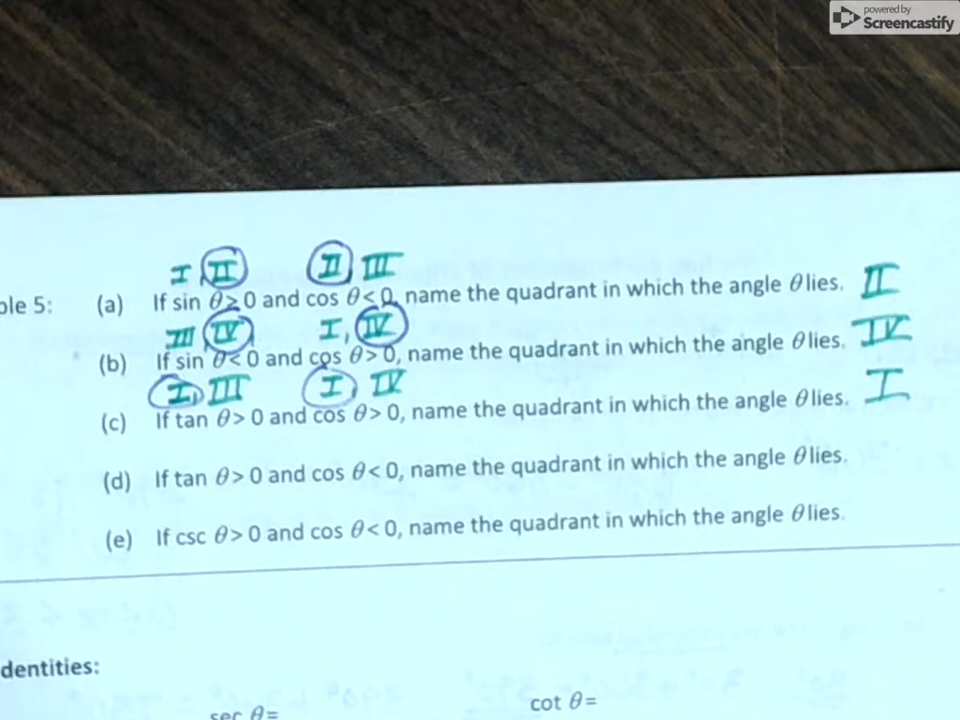 powered by
Screencastify
I, II II III
ple 5: (a) If sin θ > 0 and cos θ < 0, name the quadrant in which the angle θ lies. II
III, IV I, IV
(b) If sin θ < 0 and cos θ > 0, name the quadrant in which the angle θ lies. IV
I, III I IV
(c) If tan θ > 0 and cos θ > 0, name the quadrant in which the angle θ lies. I
(d) If tan θ > 0 and cos θ < 0, name the quadrant in which the angle θ lies.
(e) If csc θ > 0 and cos θ < 0, name the quadrant in which the angle θ lies.
dentities:
sec θ = cot θ =